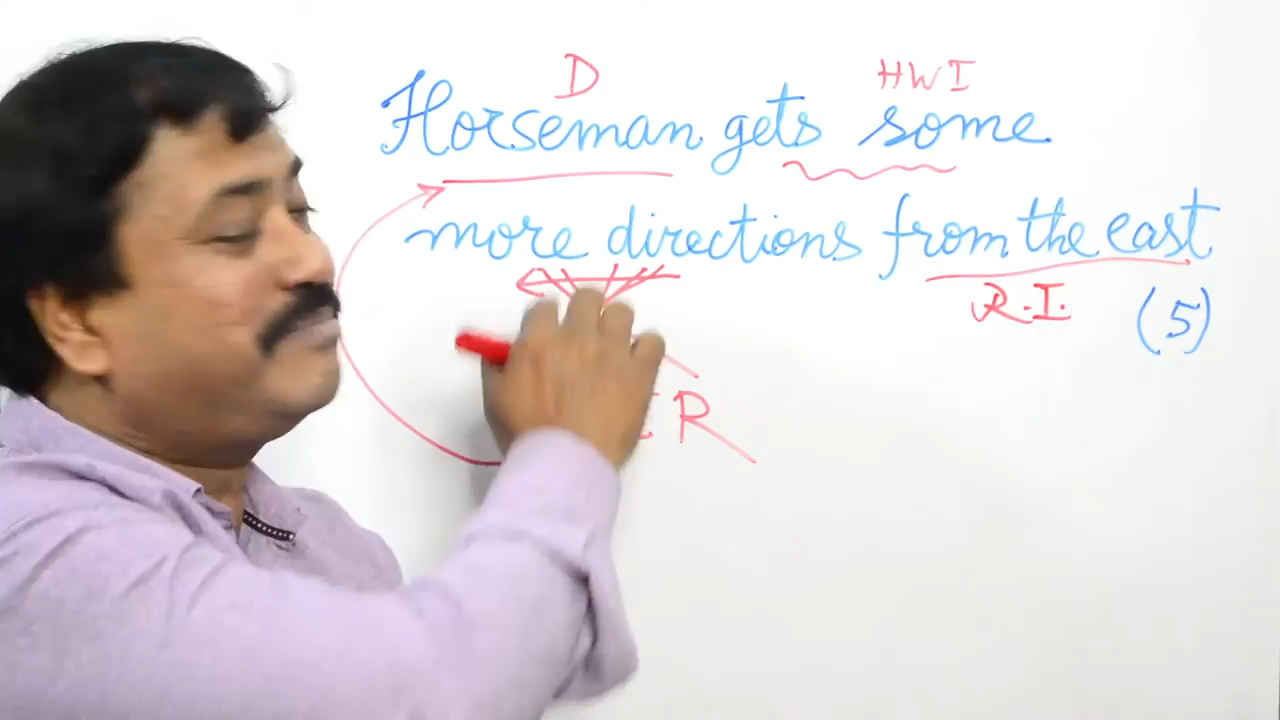 D HWI
Horseman gets some
more directions from the east
R.I. (5)
E R